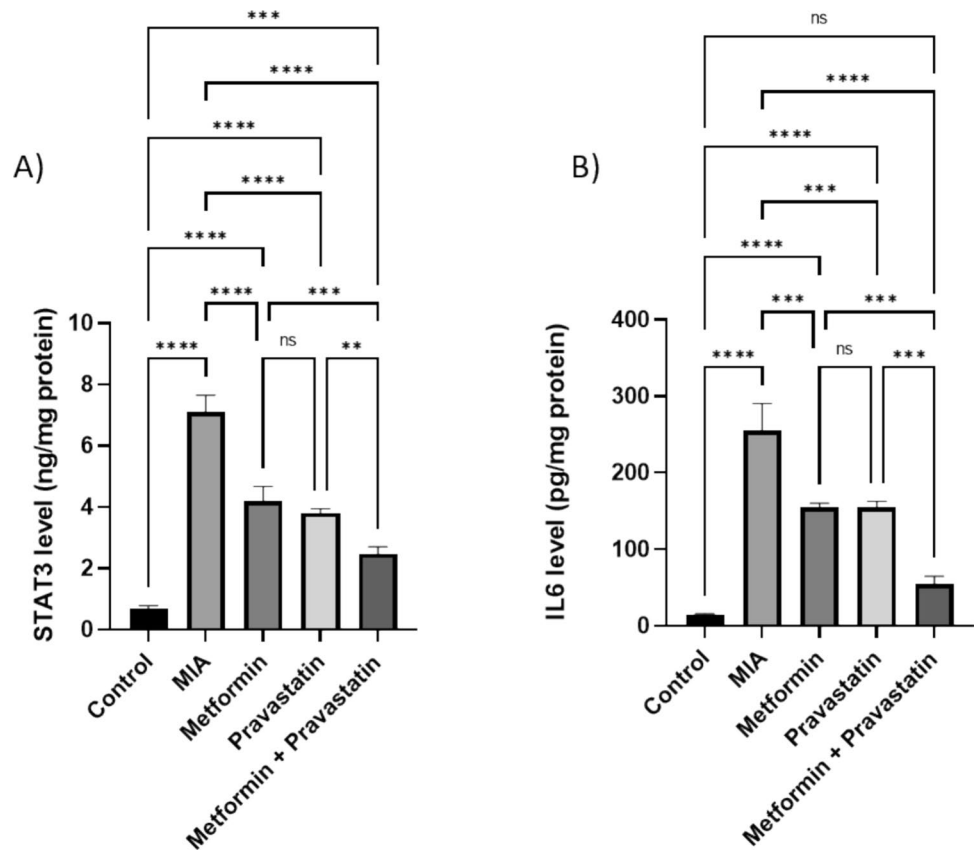 A)
***
****
****
****
****
****
***
****
ns
**
STAT3 level (ng/mg protein)
10
8
6
4
2
0
Control
MIA
Metformin
Pravastatin
Metformin + Pravastatin
B)
ns
****
****
***
****
***
***
****
ns
***
IL6 level (pg/mg protein)
400
300
200
100
0
Control
MIA
Metformin
Pravastatin
Metformin + Pravastatin